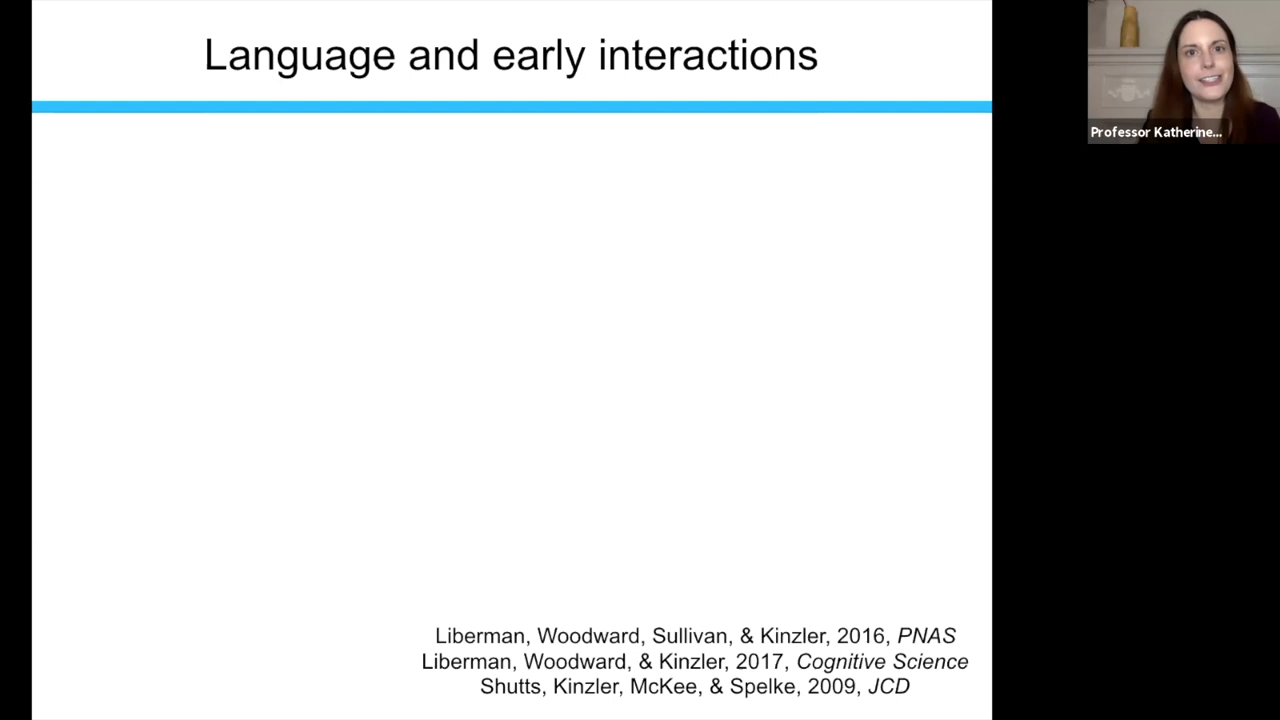 Language and early interactions
Professor Katherine...
Liberman, Woodward, Sullivan, & Kinzler, 2016, PNAS
Liberman, Woodward, & Kinzler, 2017, Cognitive Science
Shutts, Kinzler, McKee, & Spelke, 2009, JCD